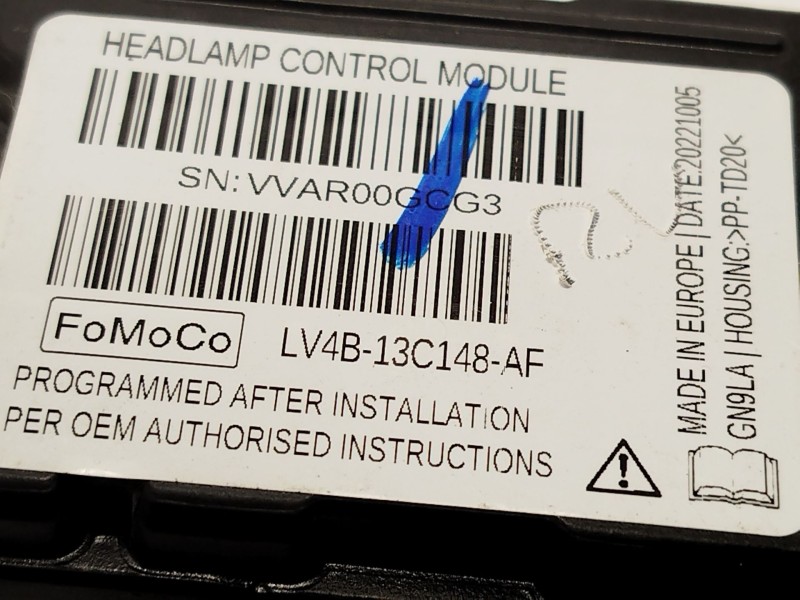 HEADLAMP CONTROL MODULE
SN: VVAR00GCG3
FoMoCo
LV4B-13C148-AF
PROGRAMMED AFTER INSTALLATION
PER OEM AUTHORISED INSTRUCTIONS
MADE IN EUROPE | DATE:20221005
GN9LA | HOUSING:>PP-TD20<